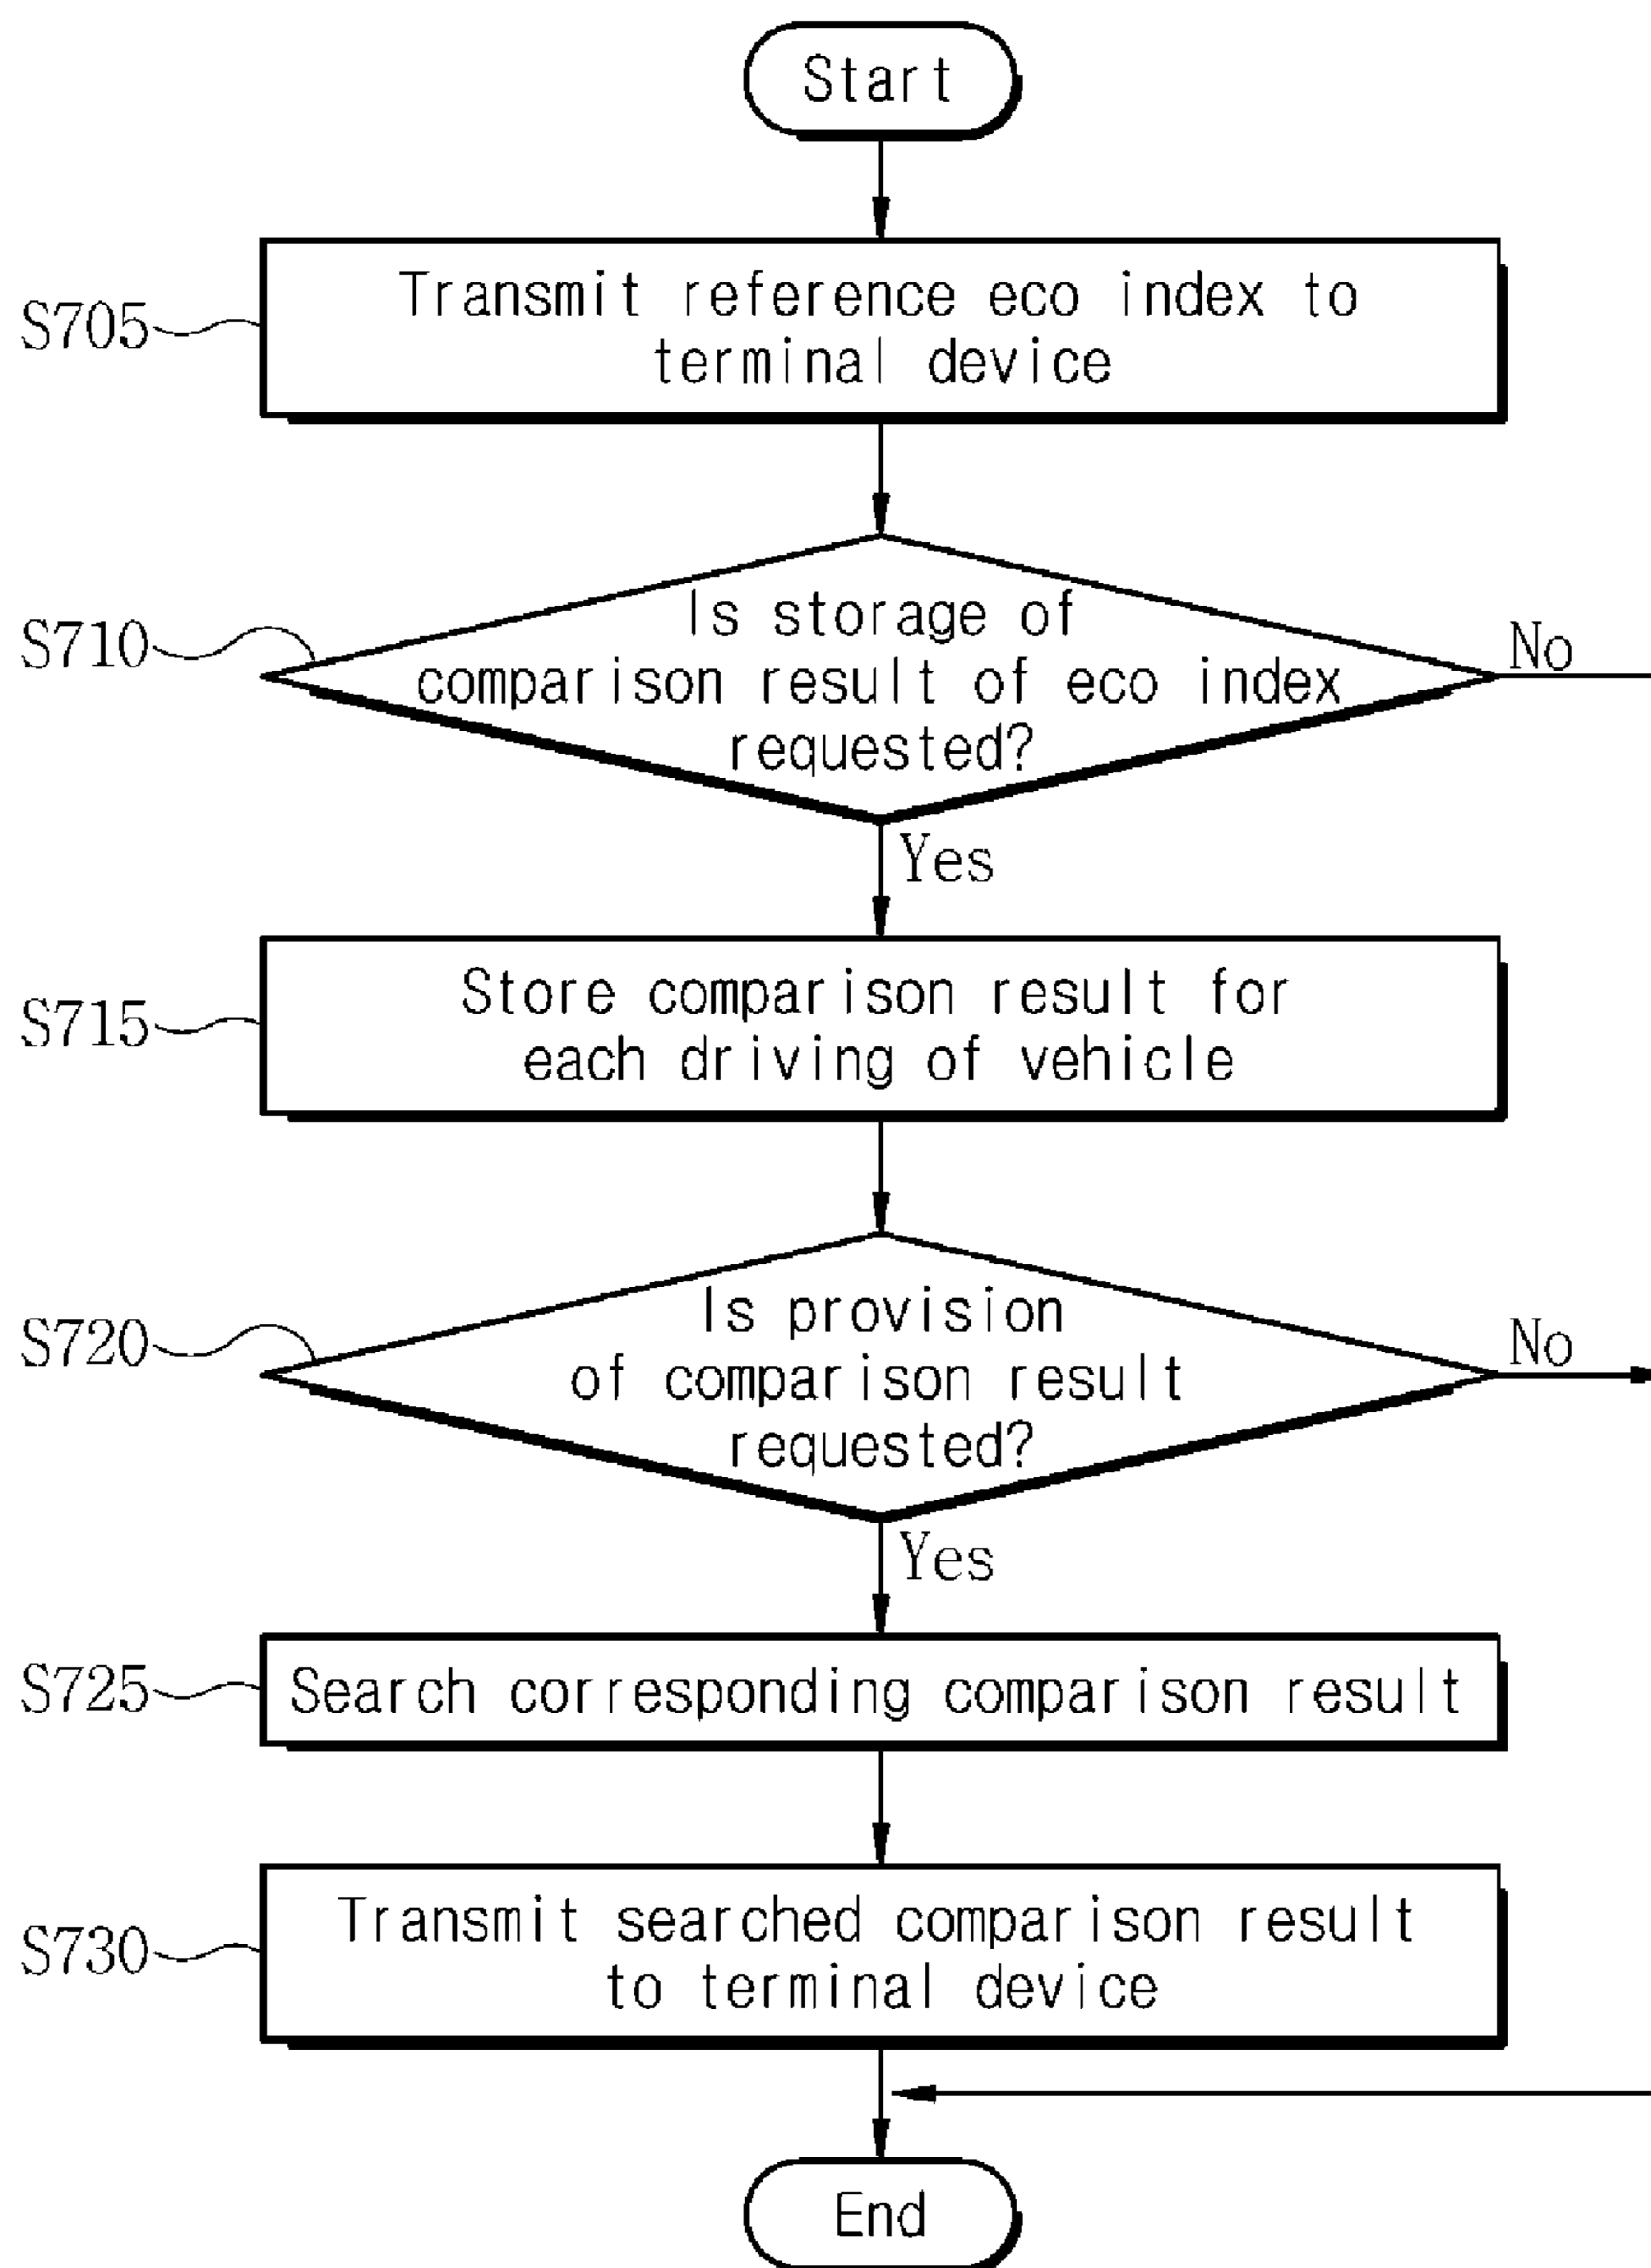 Start
S705
Transmit reference eco index to
terminal device
S710
Is storage of
comparison result of eco index
requested?
No
Yes
S715
Store comparison result for
each driving of vehicle
S720
Is provision
of comparison result
requested?
No
Yes
S725
Search corresponding comparison result
S730
Transmit searched comparison result
to terminal device
End